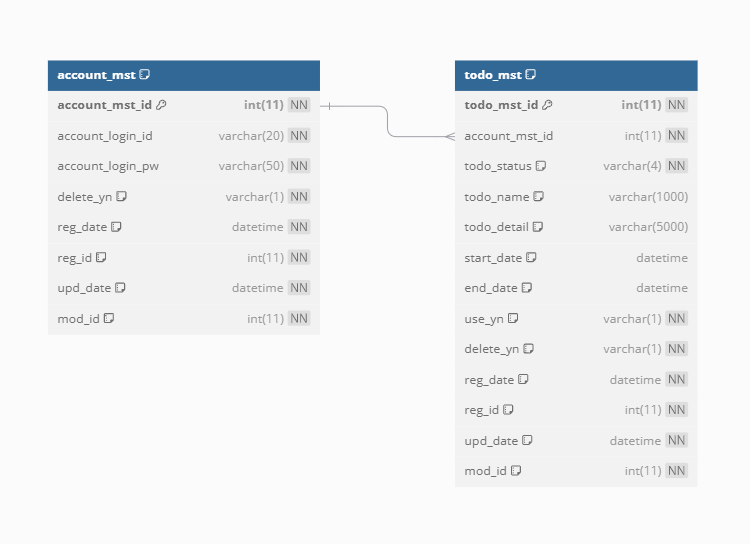 account_mst
account_mst_id int(11) NN
account_login_id varchar(20) NN
account_login_pw varchar(50) NN
delete_yn varchar(1) NN
reg_date datetime NN
reg_id int(11) NN
upd_date datetime NN
mod_id int(11) NN
todo_mst
todo_mst_id int(11) NN
account_mst_id int(11) NN
todo_status varchar(4) NN
todo_name varchar(1000)
todo_detail varchar(5000)
start_date datetime
end_date datetime
use_yn varchar(1) NN
delete_yn varchar(1) NN
reg_date datetime NN
reg_id int(11) NN
upd_date datetime NN
mod_id int(11) NN